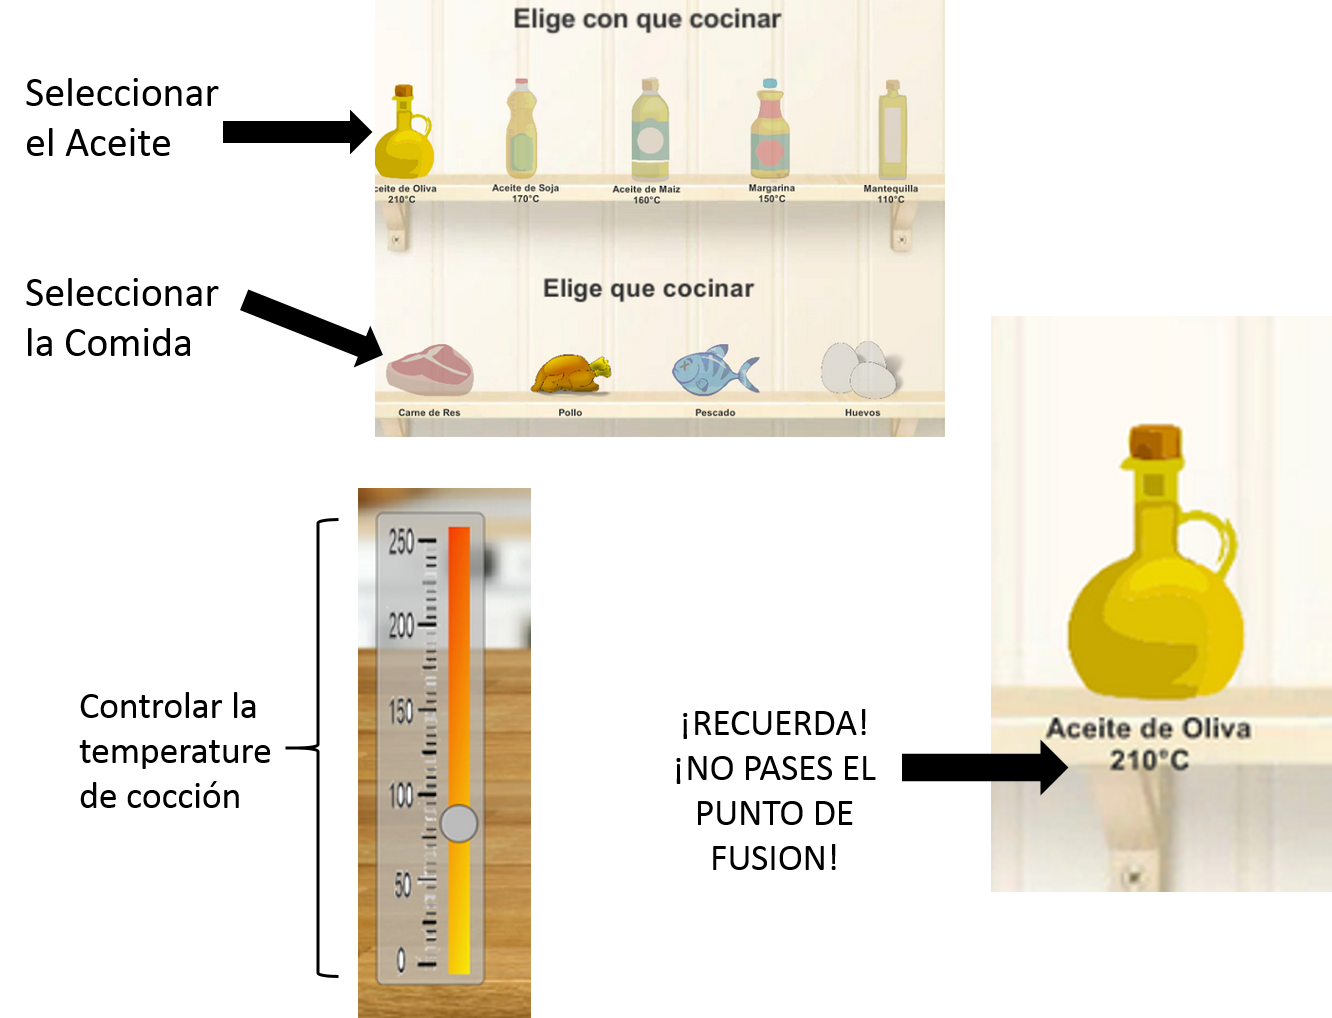 Elige con que cocinar
Seleccionar
el Aceite
ceite de Oliva
210°C
Aceite de Soja
170°C
Aceite de Maiz
160°C
Margarina
150°C
Mantequilla
110°C
Elige que cocinar
Seleccionar
la Comida
Carne de Res
Pollo
Pescado
Huevos
Controlar la
temperature
de cocción
250
200
150
100
50
0
¡RECUERDA!
¡NO PASES EL
PUNTO DE
FUSION!
Aceite de Oliva
210°C